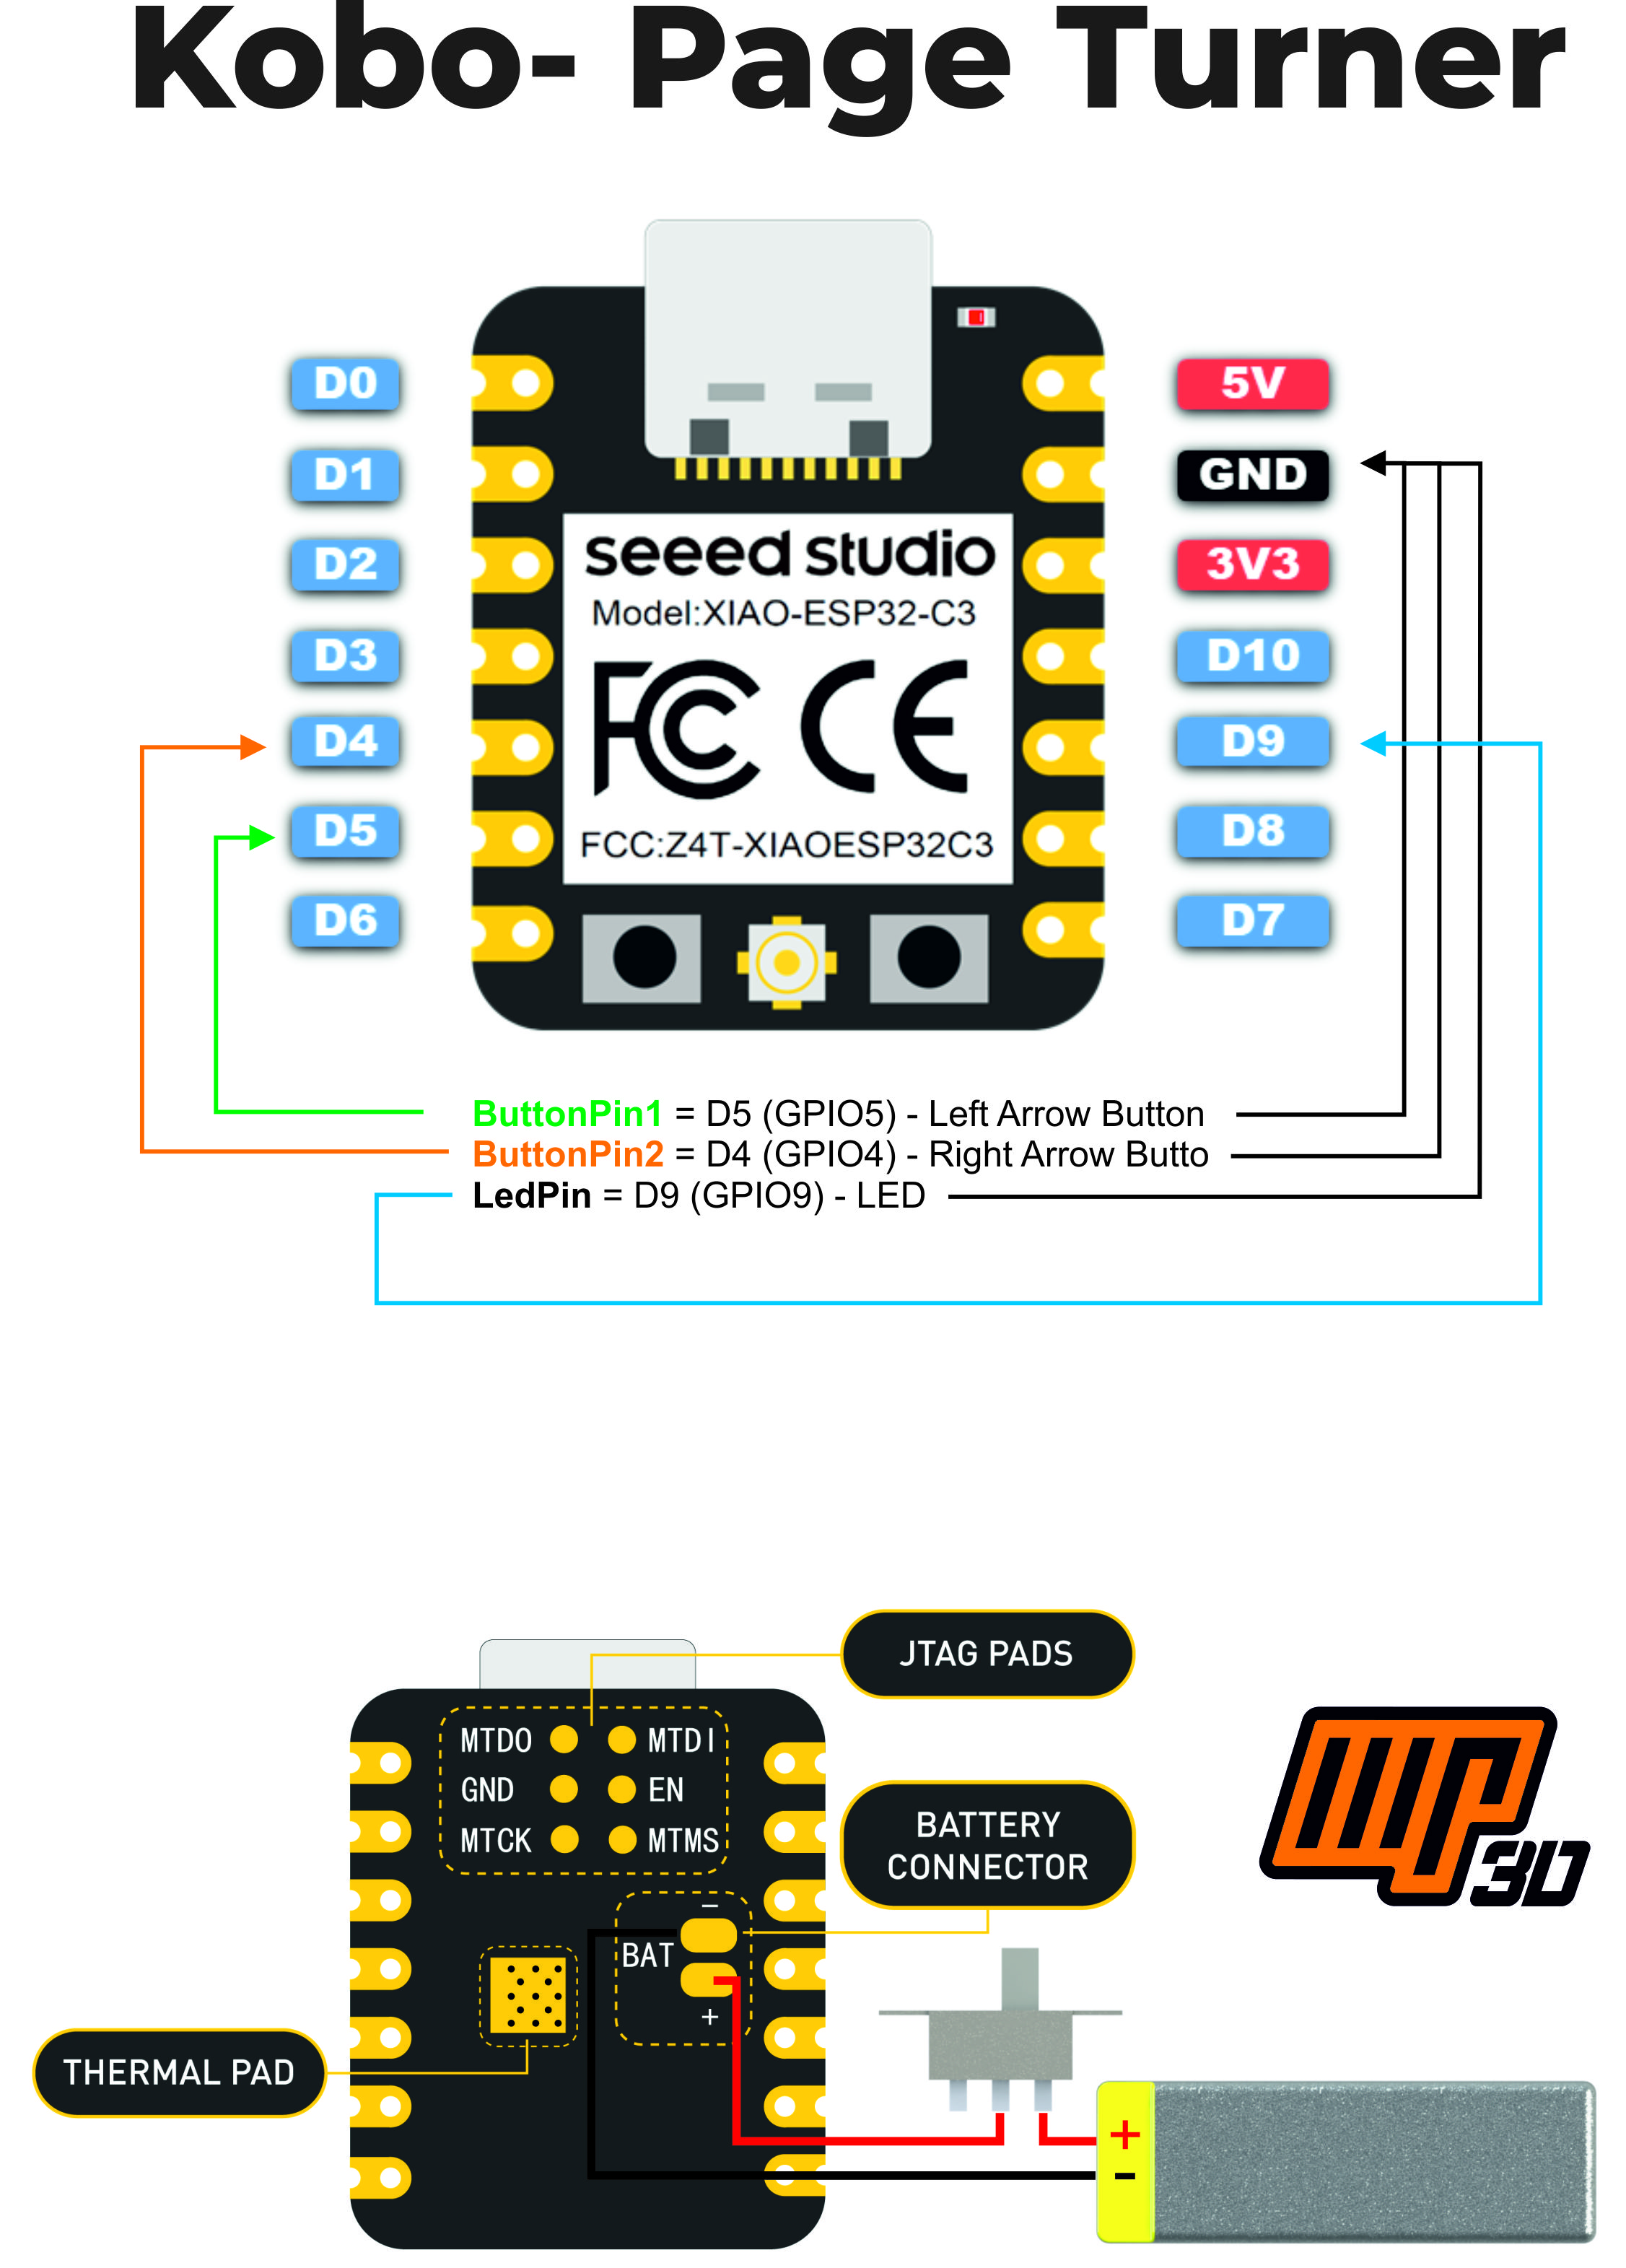 Kobo- Page Turner
D0
5V
D1
GND
D2
3V3
D3
D10
D4
D9
D5
D8
D6
D7
seeed studio
Model:XIAO-ESP32-C3
FCC CE
FCC:Z4T-XIAOESP32C3
ButtonPin1 = D5 (GPIO5) - Left Arrow Button
ButtonPin2 = D4 (GPIO4) - Right Arrow Butto
LedPin = D9 (GPIO9) - LED
JTAG PADS
MTDO MTDI
GND EN
MTCK MTMS
BATTERY
CONNECTOR
−
BAT
+
THERMAL PAD
+
-
MP
3D